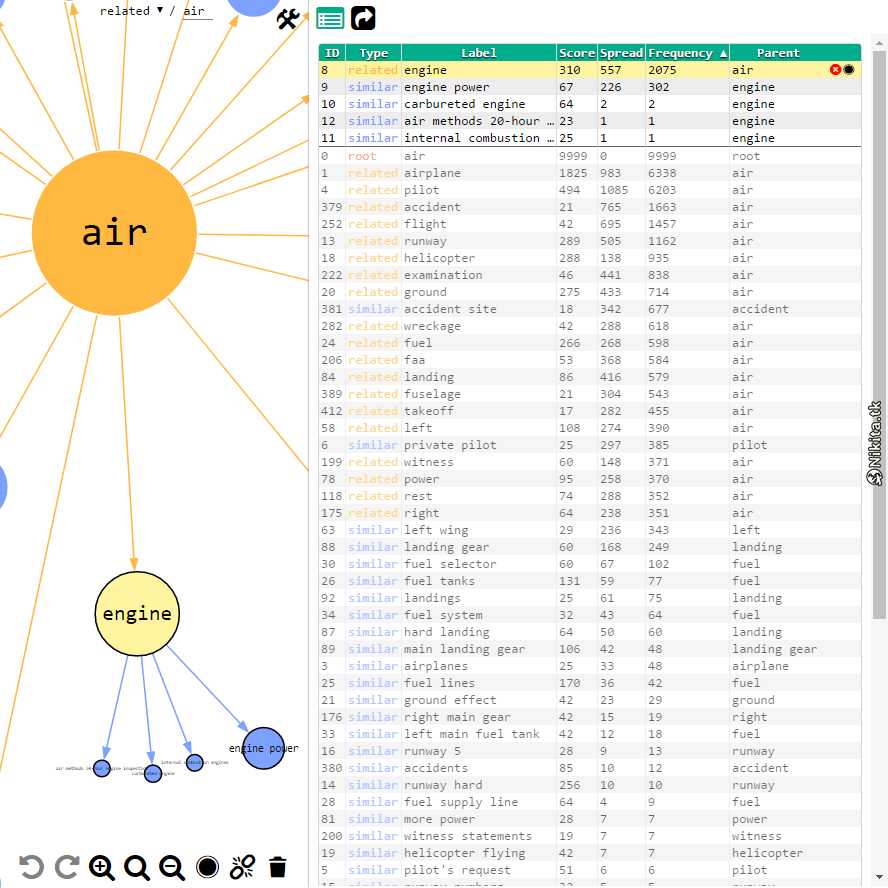 related ▼ / air
air
engine
engine power
carbureted engine
ID Type Label Score Spread Frequency ▲ Parent
8 related engine 310 557 2075 air
9 similar engine power 67 226 302 engine
10 similar carbureted engine 64 2 2 engine
12 similar air methods 20-hour … 23 1 1 engine
11 similar internal combustion … 25 1 1 engine
0 root air 9999 0 9999 root
1 related airplane 1825 983 6338 air
4 related pilot 494 1085 6203 air
379 related accident 21 765 1663 air
252 related flight 42 695 1457 air
13 related runway 289 505 1162 air
18 related helicopter 288 138 935 air
222 related examination 46 441 838 air
20 related ground 275 433 714 air
381 similar accident site 18 342 677 accident
282 related wreckage 42 288 618 air
24 related fuel 266 268 598 air
206 related faa 53 368 584 air
84 related landing 86 416 579 air
389 related fuselage 21 304 543 air
412 related takeoff 17 282 455 air
58 related left 108 274 390 air
6 similar private pilot 25 297 385 pilot
199 related witness 60 148 371 air
78 related power 95 258 370 air
118 related rest 74 288 352 air
175 related right 64 238 351 air
63 similar left wing 29 236 343 left
88 similar landing gear 60 168 249 landing
30 similar fuel selector 60 67 102 fuel
26 similar fuel tanks 131 59 77 fuel
92 similar landings 25 61 75 landing
34 similar fuel system 32 43 64 fuel
87 similar hard landing 64 50 60 landing
89 similar main landing gear 106 42 48 landing gear
3 similar airplanes 25 33 48 airplane
25 similar fuel lines 170 36 42 fuel
21 similar ground effect 42 23 29 ground
176 similar right main gear 42 15 19 right
33 similar left main fuel tank 42 12 18 fuel
16 similar runway 5 28 9 13 runway
380 similar accidents 85 10 12 accident
14 similar runway hard 256 10 10 runway
28 similar fuel supply line 64 4 9 fuel
81 similar more power 28 7 7 power
200 similar witness statements 19 7 7 witness
19 similar helicopter flying 42 7 7 helicopter
5 similar pilot's request 51 6 6 pilot
Nikita.tk